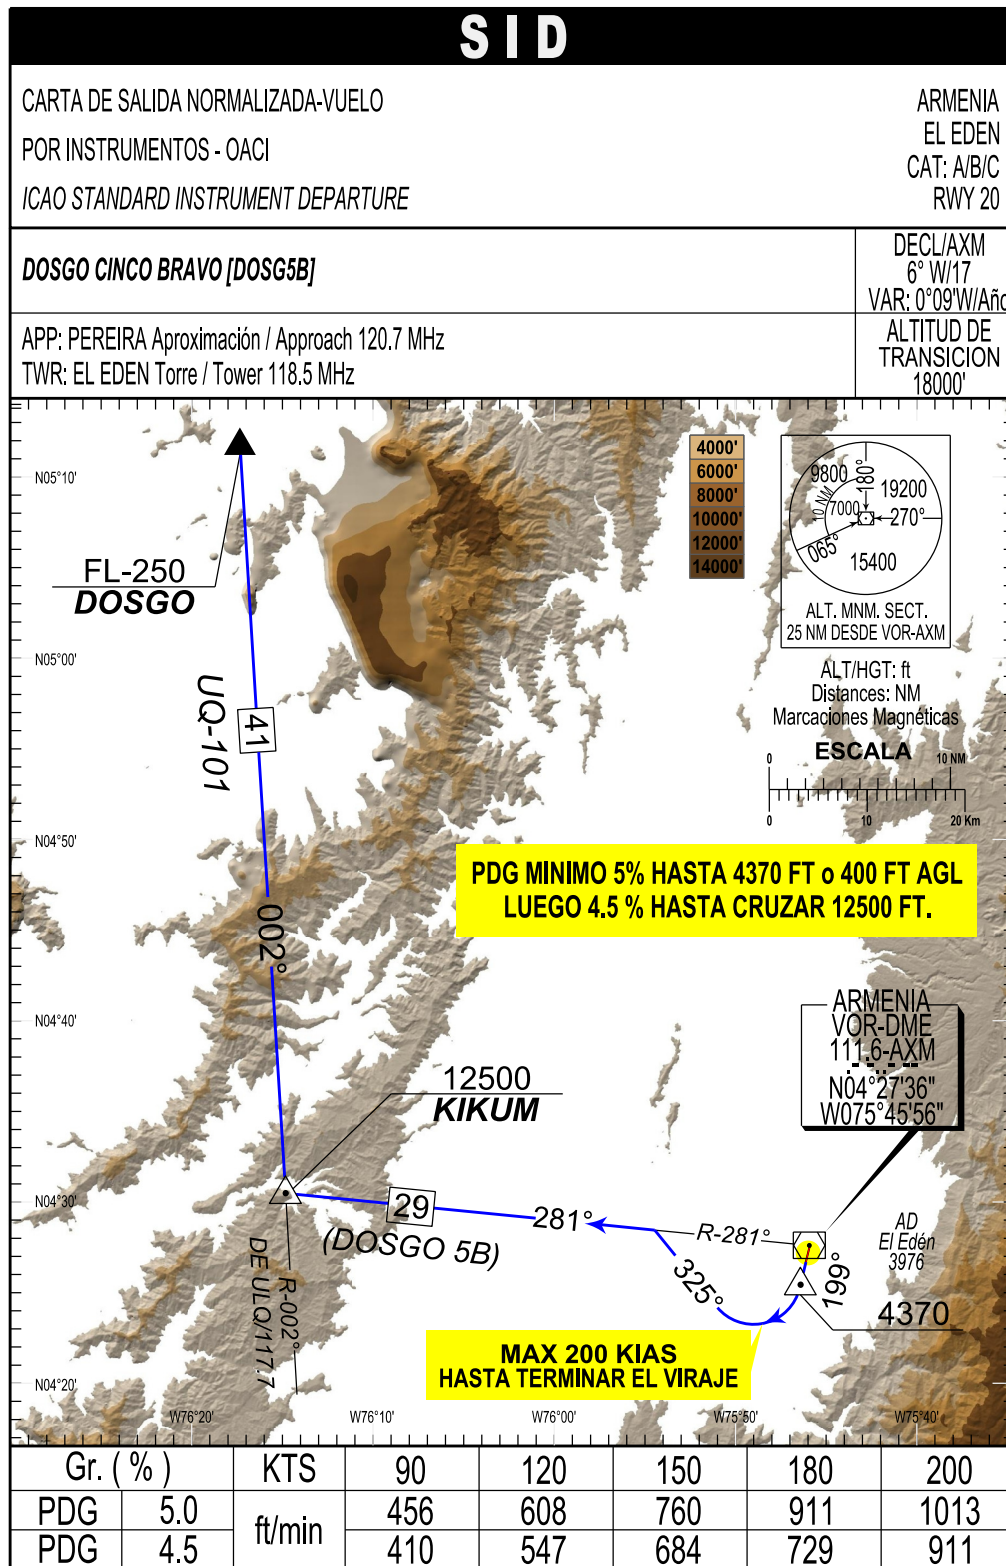 SID
CARTA DE SALIDA NORMALIZADA-VUELO
POR INSTRUMENTOS - OACI
ICAO STANDARD INSTRUMENT DEPARTURE
ARMENIA
EL EDEN
CAT: A/B/C
RWY 20
DOSGO CINCO BRAVO [DOSG5B]
DECL/AXM
6° W/17
VAR: 0°09'W/Año
APP: PEREIRA Aproximación / Approach 120.7 MHz
TWR: EL EDEN Torre / Tower 118.5 MHz
ALTITUD DE
TRANSICION
18000'
4000'
6000'
8000'
10000'
12000'
14000'
9800
180°
19200
10 NM
7000
270°
065°
15400
ALT. MNM. SECT.
25 NM DESDE VOR-AXM
N05°10'
FL-250
DOSGO
N05°00'
ALT/HGT: ft
Distances: NM
Marcaciones Magnéticas
ESCALA
0
10 NM
0
10
20 Km
UQ-101
41
N04°50'
PDG MINIMO 5% HASTA 4370 FT o 400 FT AGL
LUEGO 4.5 % HASTA CRUZAR 12500 FT.
002°
N04°40'
ARMENIA
VOR-DME
111.6-AXM
N04°27'36"
W075°45'56"
12500
KIKUM
N04°30'
29
281°
R-281°
(DOSGO 5B)
AD
El Edén
3976
325°
199°
4370
R-002°
DE ULQ/117.7
MAX 200 KIAS
HASTA TERMINAR EL VIRAJE
N04°20'
W76°20'
W76°10'
W76°00'
W75°50'
W75°40'
Gr. ( % ) KTS 90 120 150 180 200
PDG 5.0 ft/min 456 608 760 911 1013
PDG 4.5 410 547 684 729 911